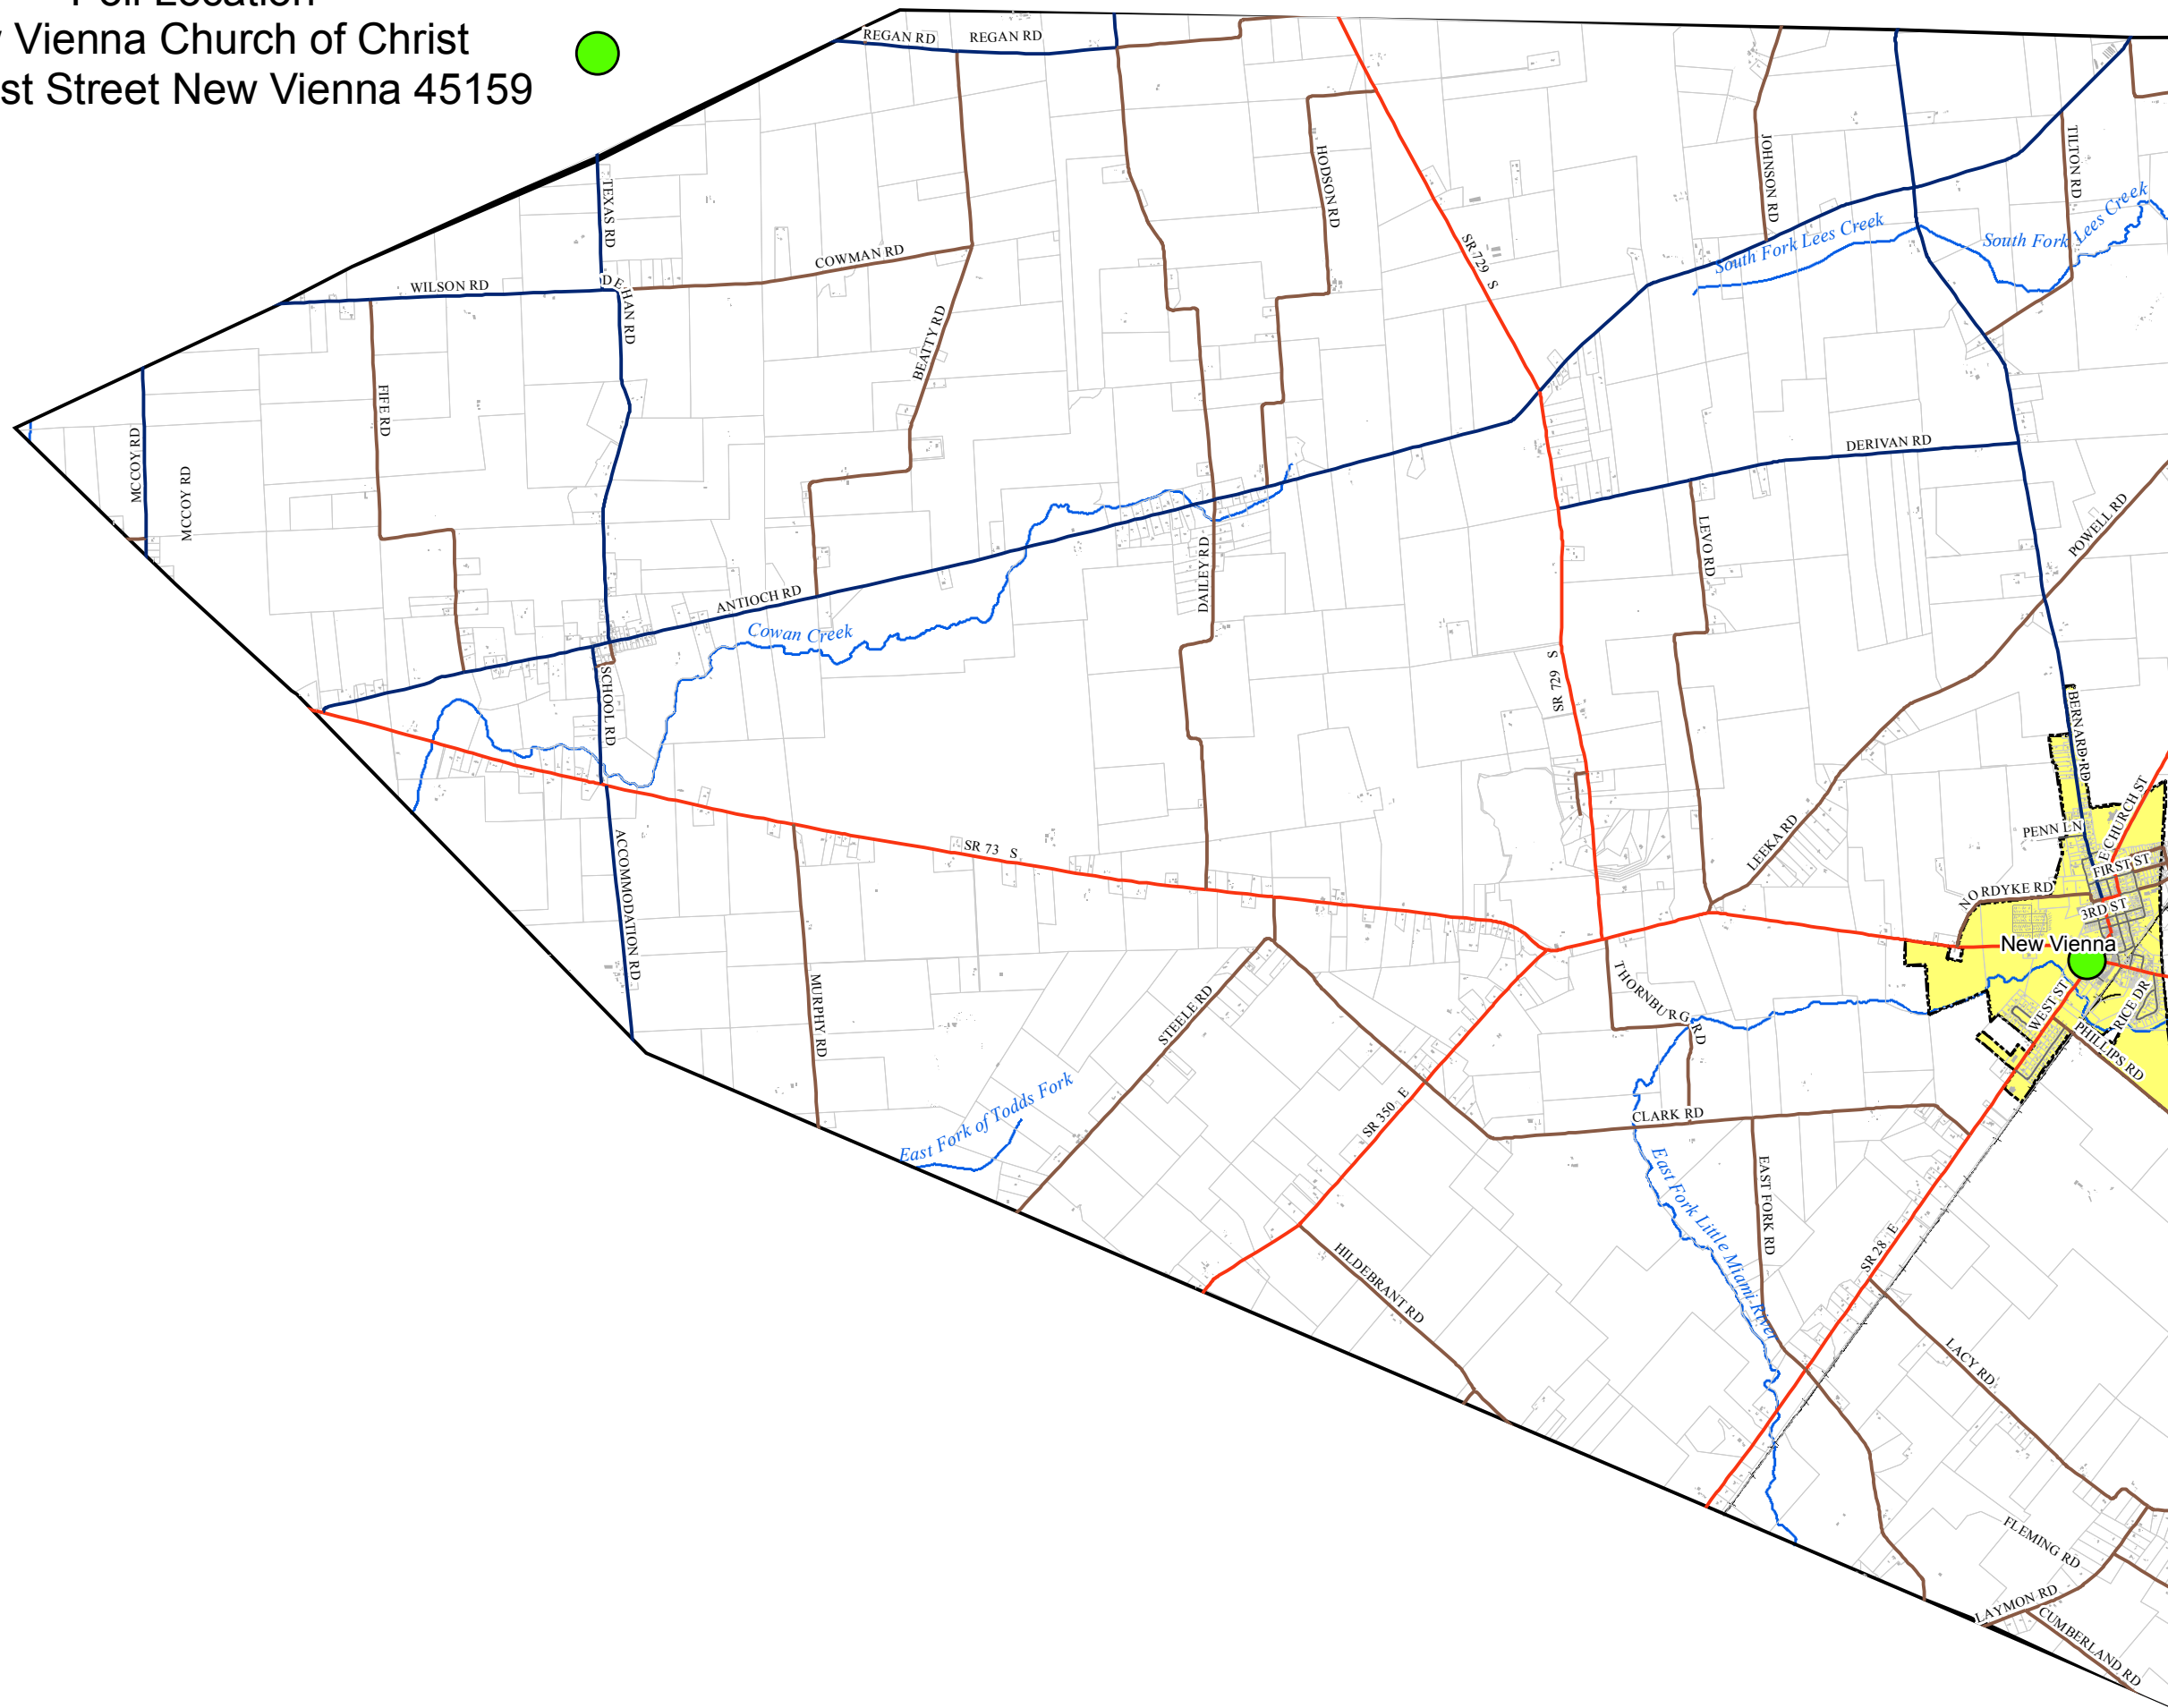 Poll Location
Vienna Church of Christ
st Street New Vienna 45159
REGAN RD
REGAN RD
TEXAS RD
HODSON RD
JOHNSON RD
TILTON RD
SR 729 S
South Fork Lees Creek
South Fork Lees Creek
COWMAN RD
WILSON RD
DEHAN RD
BEATTY RD
FIFE RD
MCCOY RD
MCCOY RD
DERIVAN RD
POWELL RD
LEVO RD
DAILEY RD
ANTIOCH RD
Cowan Creek
SCHOOL RD
SR 729 S
BERNARD RD
E CHURCH ST
PENN LN
FIRST ST
LEEKA RD
SR 73 S
NORDYKE RD
3RD ST
New Vienna
ACCOMMODATION RD
MURPHY RD
STEELE RD
THORNBURG RD
WEST ST
RICE DR
PHILLIPS RD
East Fork of Todds Fork
SR 350 E
CLARK RD
EAST FORK RD
East Fork Little Miami River
SR 28 E
HILDEBRANT RD
LACY RD
FLEMING RD
LAYMON RD
CUMBERLAND RD